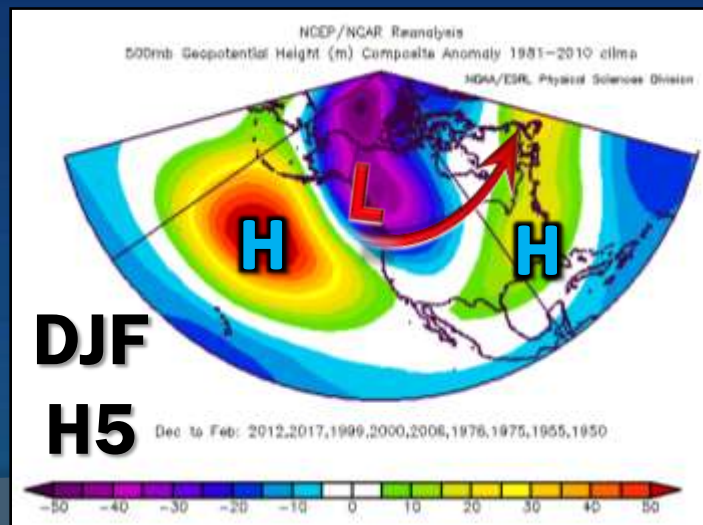 NCEP/NCAR Reanalysis
500mb Geopotential Height (m) Composite Anomaly 1981-2010 clima
NOAA/ESRL Physical Sciences Division
L
H
H
DJF
H5
Dec to Feb: 2012,2017,1999,2000,2006,1976,1975,1955,1950
-50 -40 -30 -20 -10 0 10 20 30 40 50